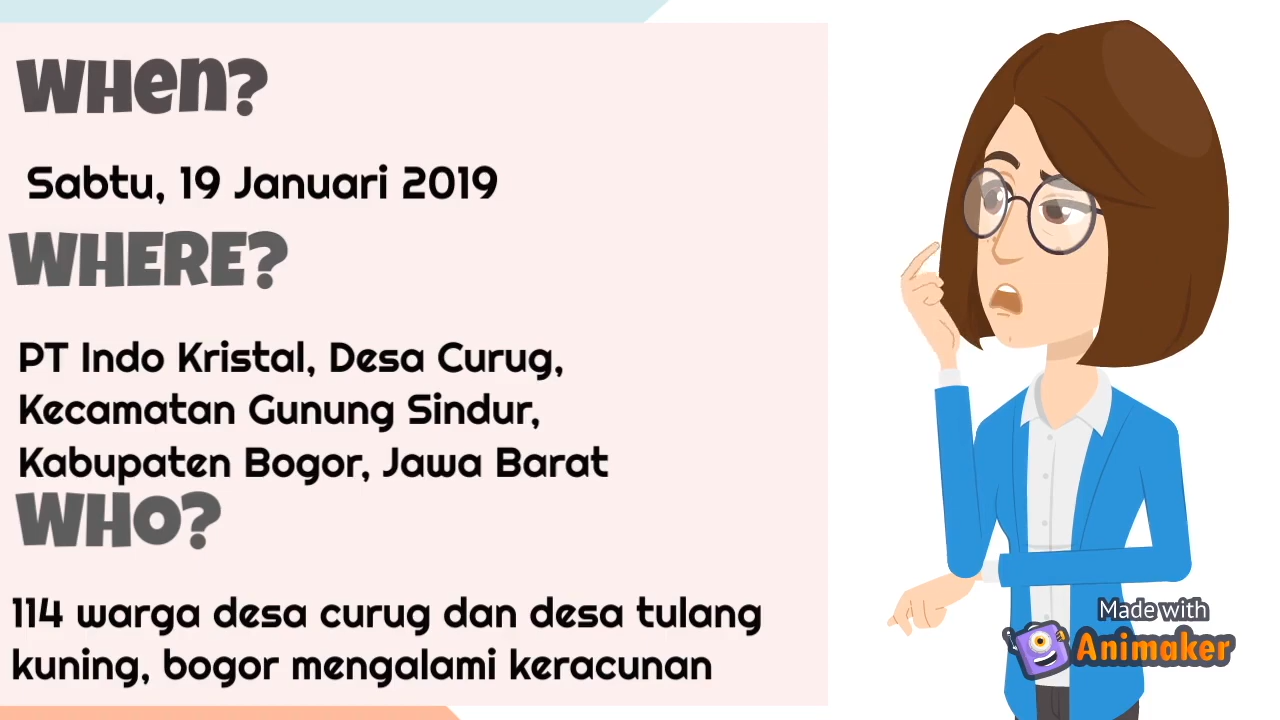 When?
Sabtu, 19 Januari 2019
WHERE?
PT Indo Kristal, Desa Curug,
Kecamatan Gunung Sindur,
Kabupaten Bogor, Jawa Barat
WHo?
114 warga desa curug dan desa tulang
kuning, bogor mengalami keracunan
Made with
Animaker